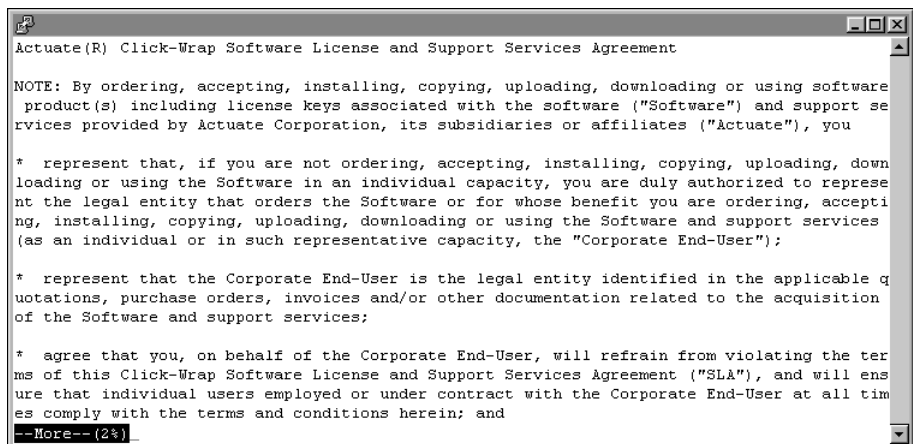 Actuate(R) Click-Wrap Software License and Support Services Agreement
NOTE: By ordering, accepting, installing, copying, uploading, downloading or using software
 product(s) including license keys associated with the software ("Software") and support se
rvices provided by Actuate Corporation, its subsidiaries or affiliates ("Actuate"), you
*  represent that, if you are not ordering, accepting, installing, copying, uploading, down
loading or using the Software in an individual capacity, you are duly authorized to represe
nt the legal entity that orders the Software or for whose benefit you are ordering, accepti
ng, installing, copying, uploading, downloading or using the Software and support services
(as an individual or in such representative capacity, the "Corporate End-User");
*  represent that the Corporate End-User is the legal entity identified in the applicable q
uotations, purchase orders, invoices and/or other documentation related to the acquisition
of the Software and support services;
*  agree that you, on behalf of the Corporate End-User, will refrain from violating the ter
ms of this Click-Wrap Software License and Support Services Agreement ("SLA"), and will ens
ure that individual users employed or under contract with the Corporate End-User at all tim
es comply with the terms and conditions herein; and
--More--(2%)